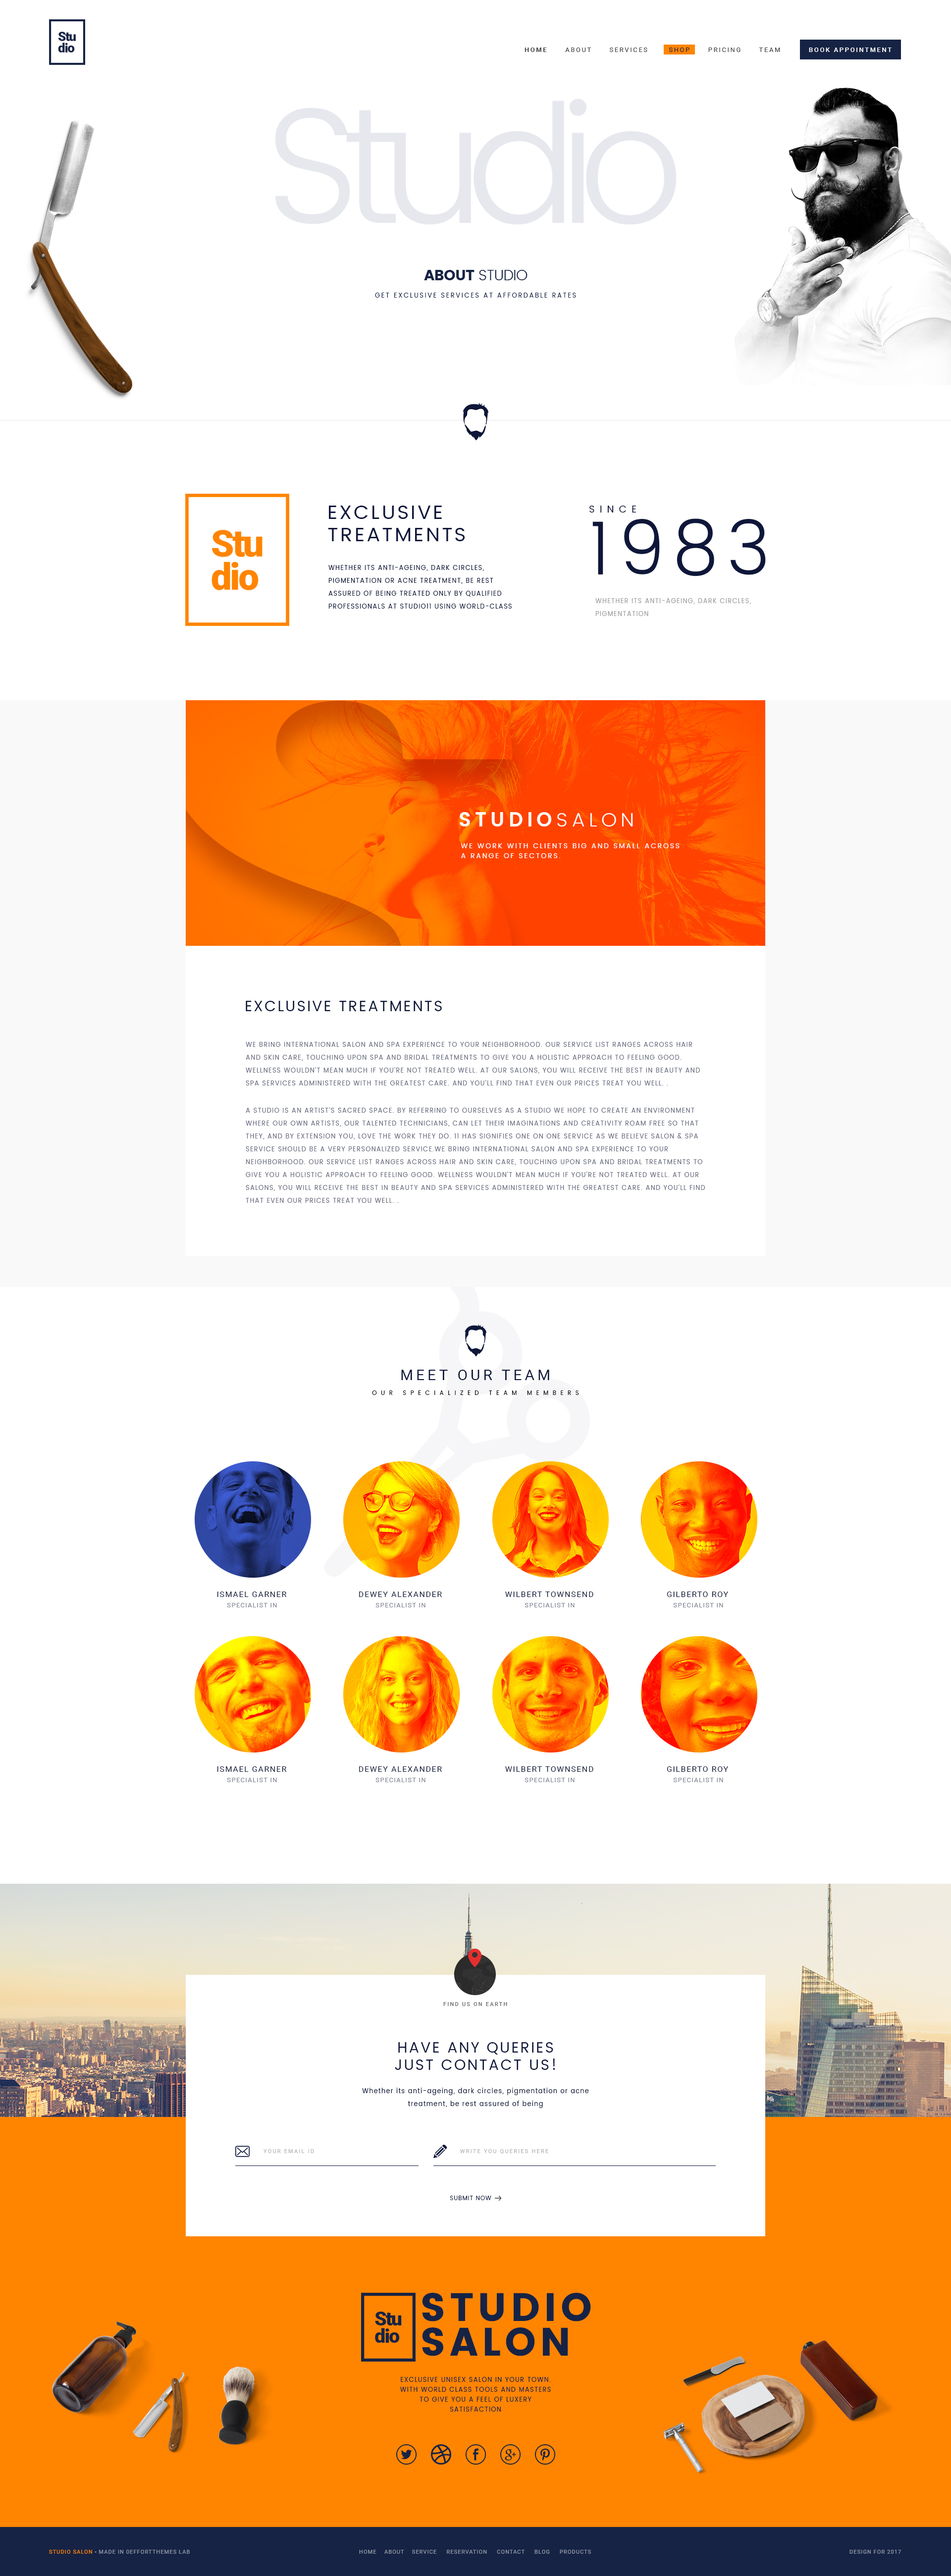 Stu
dio
HOME ABOUT SERVICES SHOP PRICING TEAM BOOK APPOINTMENT
Studio
ABOUT STUDIO
GET EXCLUSIVE SERVICES AT AFFORDABLE RATES
Stu
dio
EXCLUSIVE
TREATMENTS
WHETHER ITS ANTI-AGEING, DARK CIRCLES,
PIGMENTATION OR ACNE TREATMENT, BE REST
ASSURED OF BEING TREATED ONLY BY QUALIFIED
PROFESSIONALS AT STUDIO11 USING WORLD-CLASS
SINCE
1983
WHETHER ITS ANTI-AGEING, DARK CIRCLES,
PIGMENTATION
STUDIOSALON
WE WORK WITH CLIENTS BIG AND SMALL ACROSS
A RANGE OF SECTORS.
EXCLUSIVE TREATMENTS
WE BRING INTERNATIONAL SALON AND SPA EXPERIENCE TO YOUR NEIGHBORHOOD. OUR SERVICE LIST RANGES ACROSS HAIR
AND SKIN CARE, TOUCHING UPON SPA AND BRIDAL TREATMENTS TO GIVE YOU A HOLISTIC APPROACH TO FEELING GOOD.
WELLNESS WOULDN'T MEAN MUCH IF YOU'RE NOT TREATED WELL. AT OUR SALONS, YOU WILL RECEIVE THE BEST IN BEAUTY AND
SPA SERVICES ADMINISTERED WITH THE GREATEST CARE. AND YOU'LL FIND THAT EVEN OUR PRICES TREAT YOU WELL. .
A STUDIO IS AN ARTIST'S SACRED SPACE. BY REFERRING TO OURSELVES AS A STUDIO WE HOPE TO CREATE AN ENVIRONMENT
WHERE OUR OWN ARTISTS, OUR TALENTED TECHNICIANS, CAN LET THEIR IMAGINATIONS AND CREATIVITY ROAM FREE SO THAT
THEY, AND BY EXTENSION YOU, LOVE THE WORK THEY DO. 11 HAS SIGNIFIES ONE ON ONE SERVICE AS WE BELIEVE SALON & SPA
SERVICE SHOULD BE A VERY PERSONALIZED SERVICE.WE BRING INTERNATIONAL SALON AND SPA EXPERIENCE TO YOUR
NEIGHBORHOOD. OUR SERVICE LIST RANGES ACROSS HAIR AND SKIN CARE, TOUCHING UPON SPA AND BRIDAL TREATMENTS TO
GIVE YOU A HOLISTIC APPROACH TO FEELING GOOD. WELLNESS WOULDN'T MEAN MUCH IF YOU'RE NOT TREATED WELL. AT OUR
SALONS, YOU WILL RECEIVE THE BEST IN BEAUTY AND SPA SERVICES ADMINISTERED WITH THE GREATEST CARE. AND YOU'LL FIND
THAT EVEN OUR PRICES TREAT YOU WELL. .
MEET OUR TEAM
OUR SPECIALIZED TEAM MEMBERS
ISMAEL GARNER DEWEY ALEXANDER WILBERT TOWNSEND GILBERTO ROY
SPECIALIST IN SPECIALIST IN SPECIALIST IN SPECIALIST IN
ISMAEL GARNER DEWEY ALEXANDER WILBERT TOWNSEND GILBERTO ROY
SPECIALIST IN SPECIALIST IN SPECIALIST IN SPECIALIST IN
FIND US ON EARTH
HAVE ANY QUERIES
JUST CONTACT US!
Whether its anti-ageing, dark circles, pigmentation or acne
treatment, be rest assured of being
YOUR EMAIL ID WRITE YOU QUERIES HERE
SUBMIT NOW →
Stu
dio
STUDIO
SALON
EXCLUSIVE UNISEX SALON IN YOUR TOWN.
WITH WORLD CLASS TOOLS AND MASTERS
TO GIVE YOU A FEEL OF LUXERY
SATISFACTION
STUDIO SALON - MADE IN 9EFFORTTHEMES LAB HOME ABOUT SERVICE RESERVATION CONTACT BLOG PRODUCTS DESIGN FOR 2017